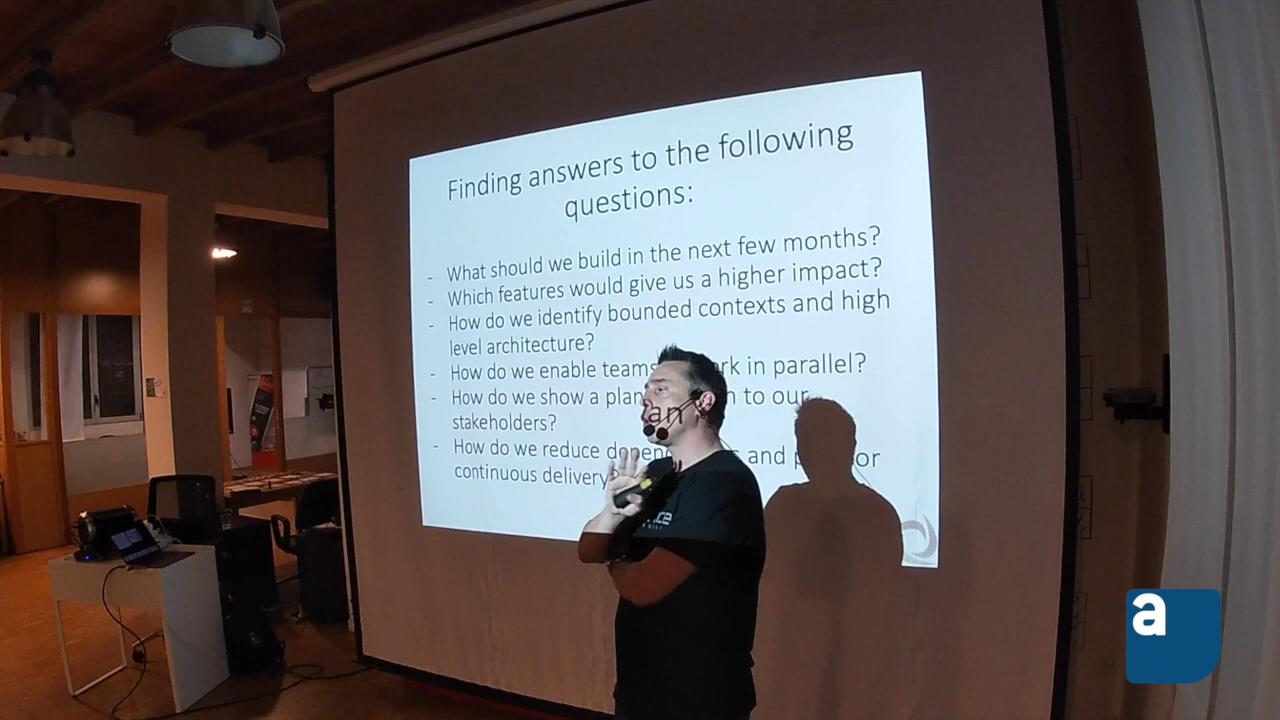 Finding answers to the following
questions:
- What should we build in the next few months?
- Which features would give us a higher impact?
- How do we identify bounded contexts and high
level architecture?
- How do we enable teams in parallel?
- How do we show a plan to our
stakeholders?
- How do we reduce and
continuous delivery?
a